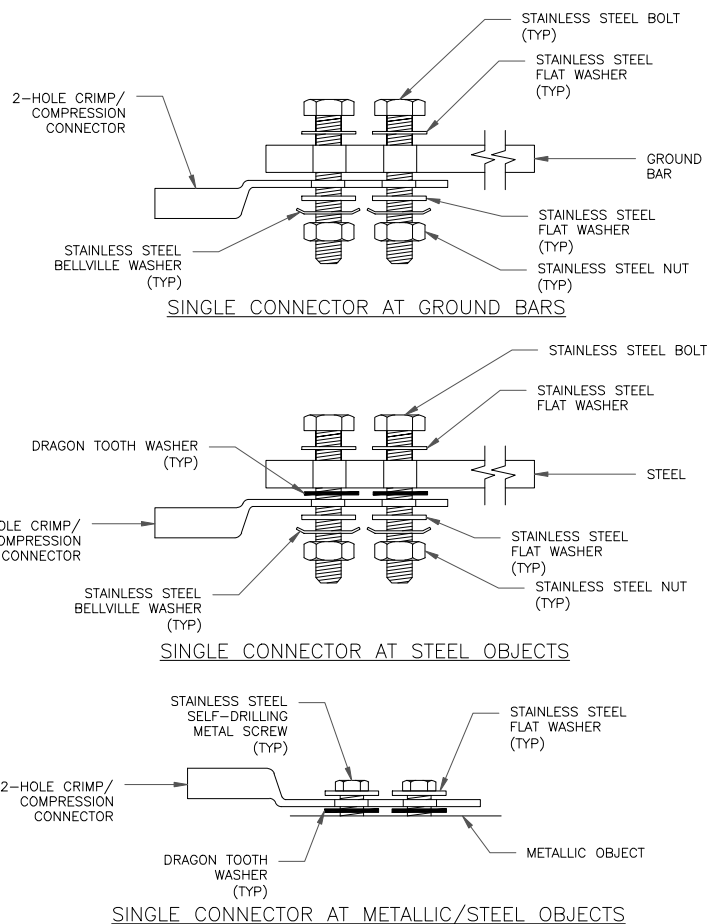 STAINLESS STEEL BOLT
(TYP)
STAINLESS STEEL
FLAT WASHER
(TYP)
2-HOLE CRIMP/
COMPRESSION
CONNECTOR
GROUND
BAR
STAINLESS STEEL
FLAT WASHER
(TYP)
STAINLESS STEEL
BELLVILLE WASHER
(TYP)
STAINLESS STEEL NUT
(TYP)
SINGLE CONNECTOR AT GROUND BARS
STAINLESS STEEL BOLT
STAINLESS STEEL
FLAT WASHER
DRAGON TOOTH WASHER
(TYP)
STEEL
OLE CRIMP/
OMPRESSION
CONNECTOR
STAINLESS STEEL
FLAT WASHER
(TYP)
STAINLESS STEEL
BELLVILLE WASHER
(TYP)
STAINLESS STEEL NUT
(TYP)
SINGLE CONNECTOR AT STEEL OBJECTS
STAINLESS STEEL
SELF-DRILLING
METAL SCREW
(TYP)
STAINLESS STEEL
FLAT WASHER
(TYP)
2-HOLE CRIMP/
COMPRESSION
CONNECTOR
DRAGON TOOTH
WASHER
(TYP)
METALLIC OBJECT
SINGLE CONNECTOR AT METALLIC/STEEL OBJECTS